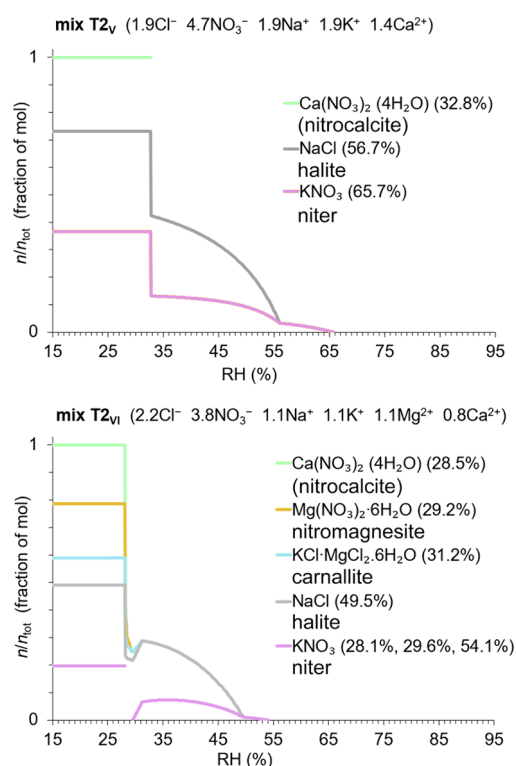 mix T2V (1.9Cl⁻ 4.7NO₃⁻ 1.9Na⁺ 1.9K⁺ 1.4Ca²⁺)
1
Ca(NO₃)₂ (4H₂O) (32.8%)
(nitrocalcite)
NaCl (56.7%)
halite
KNO₃ (65.7%)
niter
n/ntot (fraction of mol)
0
15 25 35 45 55 65 75 85 95
RH (%)
mix T2VI (2.2Cl⁻ 3.8NO₃⁻ 1.1Na⁺ 1.1K⁺ 1.1Mg²⁺ 0.8Ca²⁺)
1
Ca(NO₃)₂ (4H₂O) (28.5%)
(nitrocalcite)
Mg(NO₃)₂·6H₂O (29.2%)
nitromagnesite
KCl·MgCl₂.6H₂O (31.2%)
carnallite
NaCl (49.5%)
halite
KNO₃ (28.1%, 29.6%, 54.1%)
niter
n/ntot (fraction of mol)
0
15 25 35 45 55 65 75 85 95
RH (%)